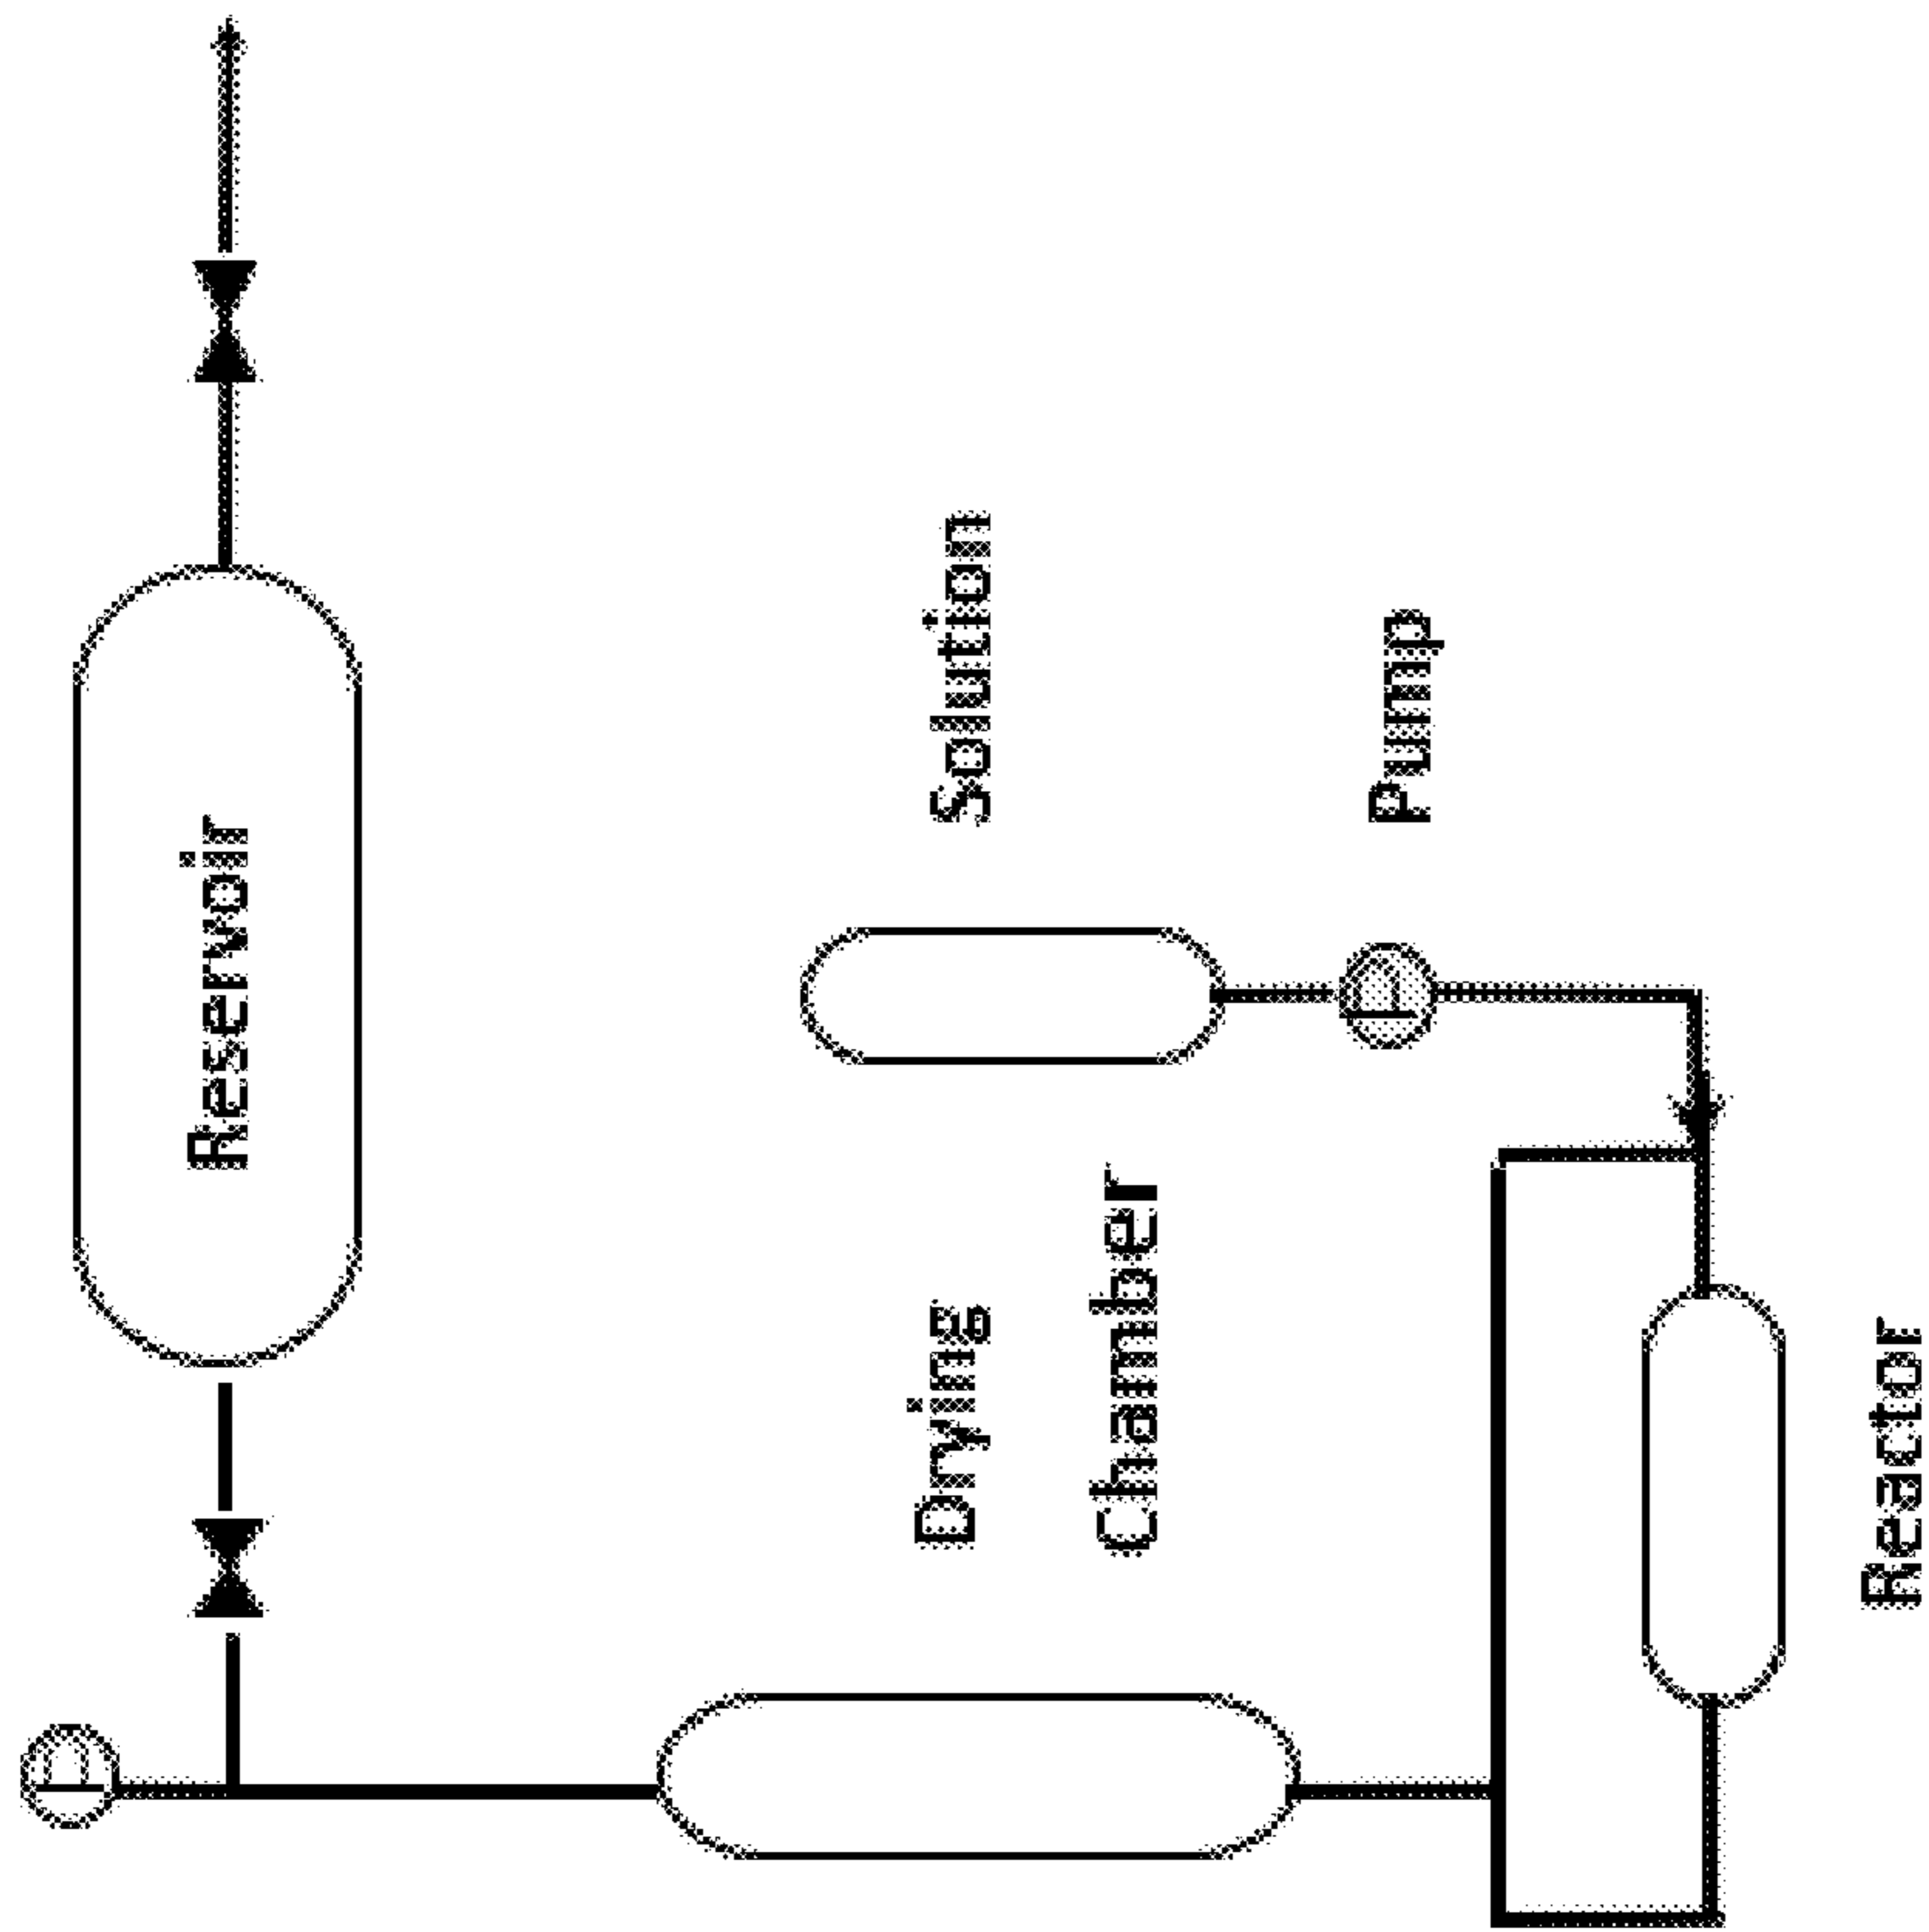 P
Reservoir
Drying
Chamber
Solution
P
Pump
Reactor